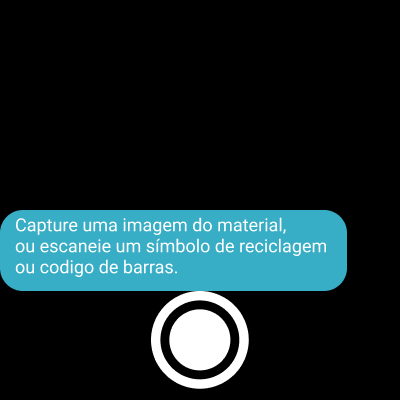 Capture uma imagem do material,
ou escaneie um símbolo de reciclagem
ou codigo de barras.